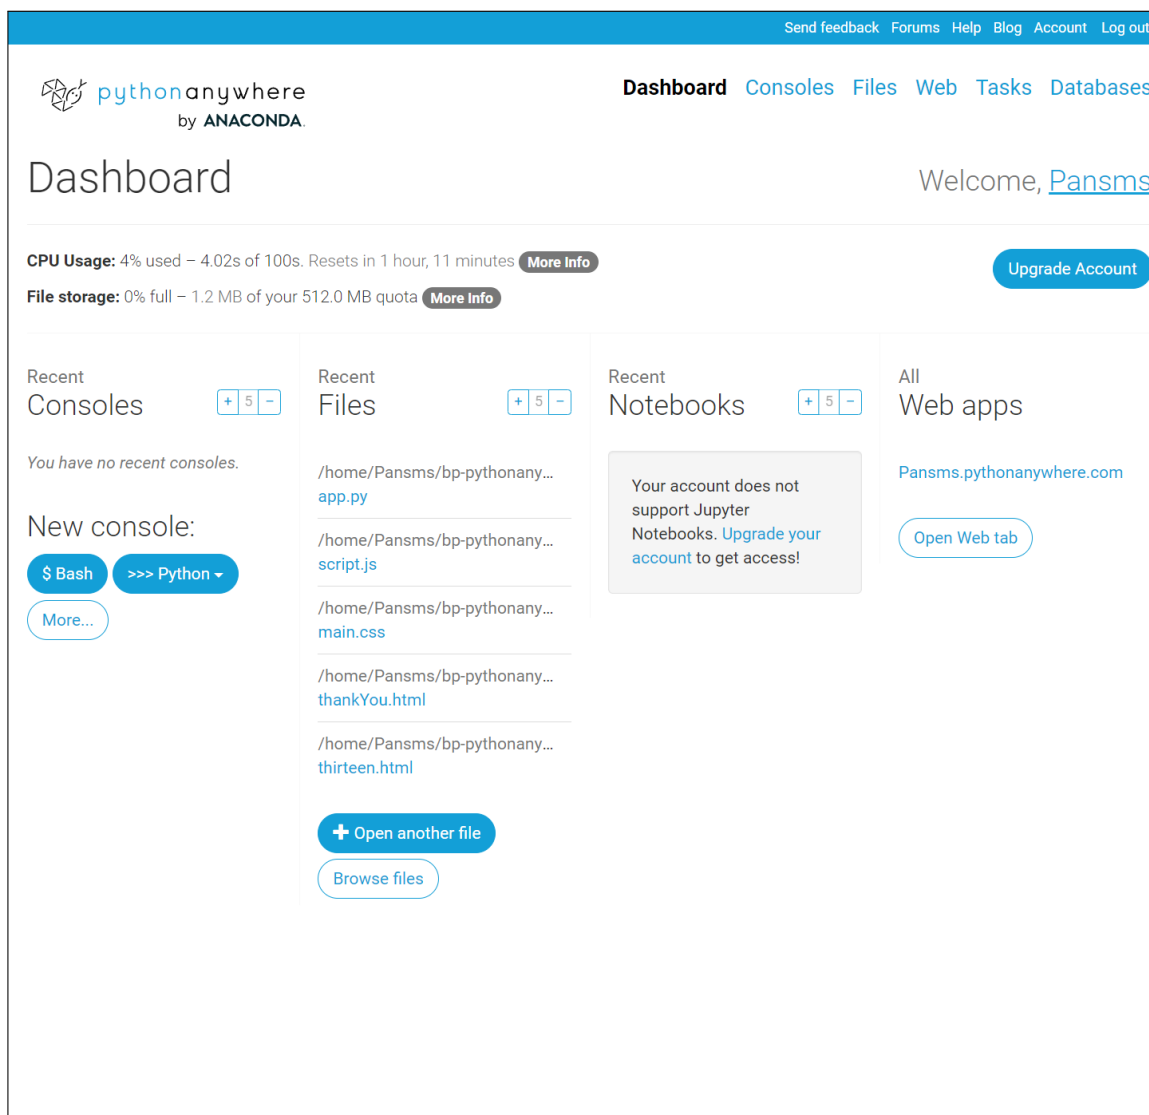 Send feedback Forums Help Blog Account Log out
pythonanywhere
by ANACONDA.
Dashboard Consoles Files Web Tasks Databases
Dashboard
Welcome, Pansms
CPU Usage: 4% used – 4.02s of 100s. Resets in 1 hour, 11 minutes More Info
File storage: 0% full – 1.2 MB of your 512.0 MB quota More Info
Upgrade Account
Recent
Consoles
+ 5 −
You have no recent consoles.
New console:
$ Bash >>> Python
More...
Recent
Files
+ 5 −
/home/Pansms/bp-pythonany…
app.py
/home/Pansms/bp-pythonany…
script.js
/home/Pansms/bp-pythonany…
main.css
/home/Pansms/bp-pythonany…
thankYou.html
/home/Pansms/bp-pythonany…
thirteen.html
Open another file
Browse files
Recent
Notebooks
+ 5 −
Your account does not
support Jupyter
Notebooks. Upgrade your
account to get access!
All
Web apps
Pansms.pythonanywhere.com
Open Web tab